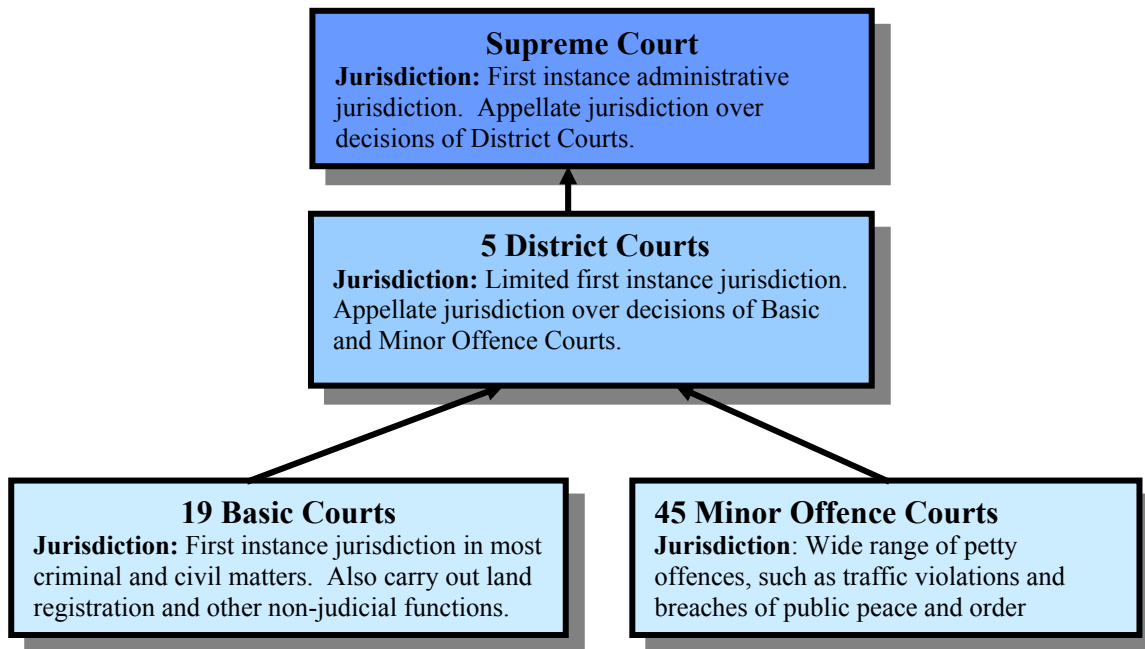 Supreme Court
Jurisdiction: First instance administrative
jurisdiction. Appellate jurisdiction over
decisions of District Courts.
5 District Courts
Jurisdiction: Limited first instance jurisdiction.
Appellate jurisdiction over decisions of Basic
and Minor Offence Courts.
19 Basic Courts
Jurisdiction: First instance jurisdiction in most
criminal and civil matters. Also carry out land
registration and other non-judicial functions.
45 Minor Offence Courts
Jurisdiction: Wide range of petty
offences, such as traffic violations and
breaches of public peace and order